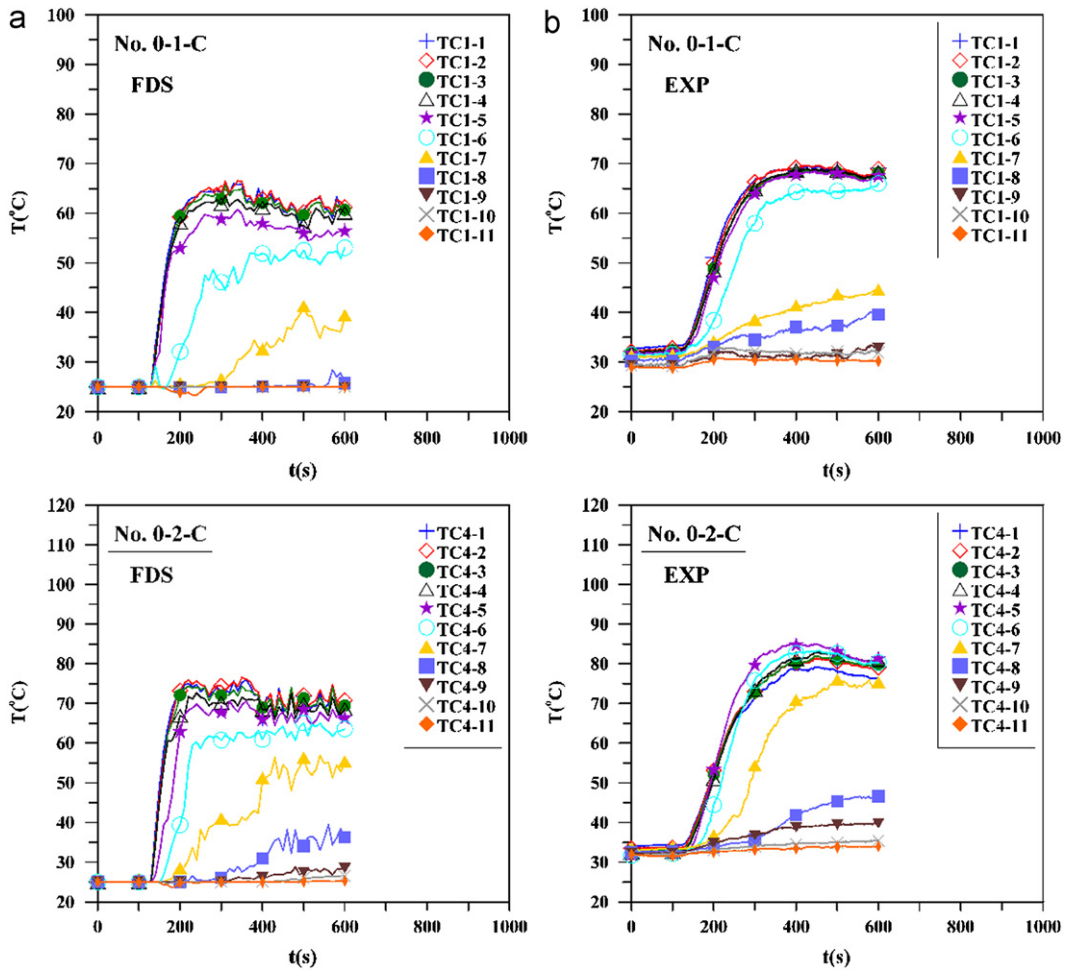 a
No. 0-1-C
FDS
TC1-1
TC1-2
TC1-3
TC1-4
TC1-5
TC1-6
TC1-7
TC1-8
TC1-9
TC1-10
TC1-11
T(°C)
100
90
80
70
60
50
40
30
20
0 200 400 600 800 1000
t(s)
b
No. 0-1-C
EXP
TC1-1
TC1-2
TC1-3
TC1-4
TC1-5
TC1-6
TC1-7
TC1-8
TC1-9
TC1-10
TC1-11
T(°C)
100
90
80
70
60
50
40
30
20
0 200 400 600 800 1000
t(s)
No. 0-2-C
FDS
TC4-1
TC4-2
TC4-3
TC4-4
TC4-5
TC4-6
TC4-7
TC4-8
TC4-9
TC4-10
TC4-11
T(°C)
120
110
100
90
80
70
60
50
40
30
20
0 200 400 600 800 1000
t(s)
No. 0-2-C
EXP
TC4-1
TC4-2
TC4-3
TC4-4
TC4-5
TC4-6
TC4-7
TC4-8
TC4-9
TC4-10
TC4-11
T(°C)
120
110
100
90
80
70
60
50
40
30
20
0 200 400 600 800 1000
t(s)